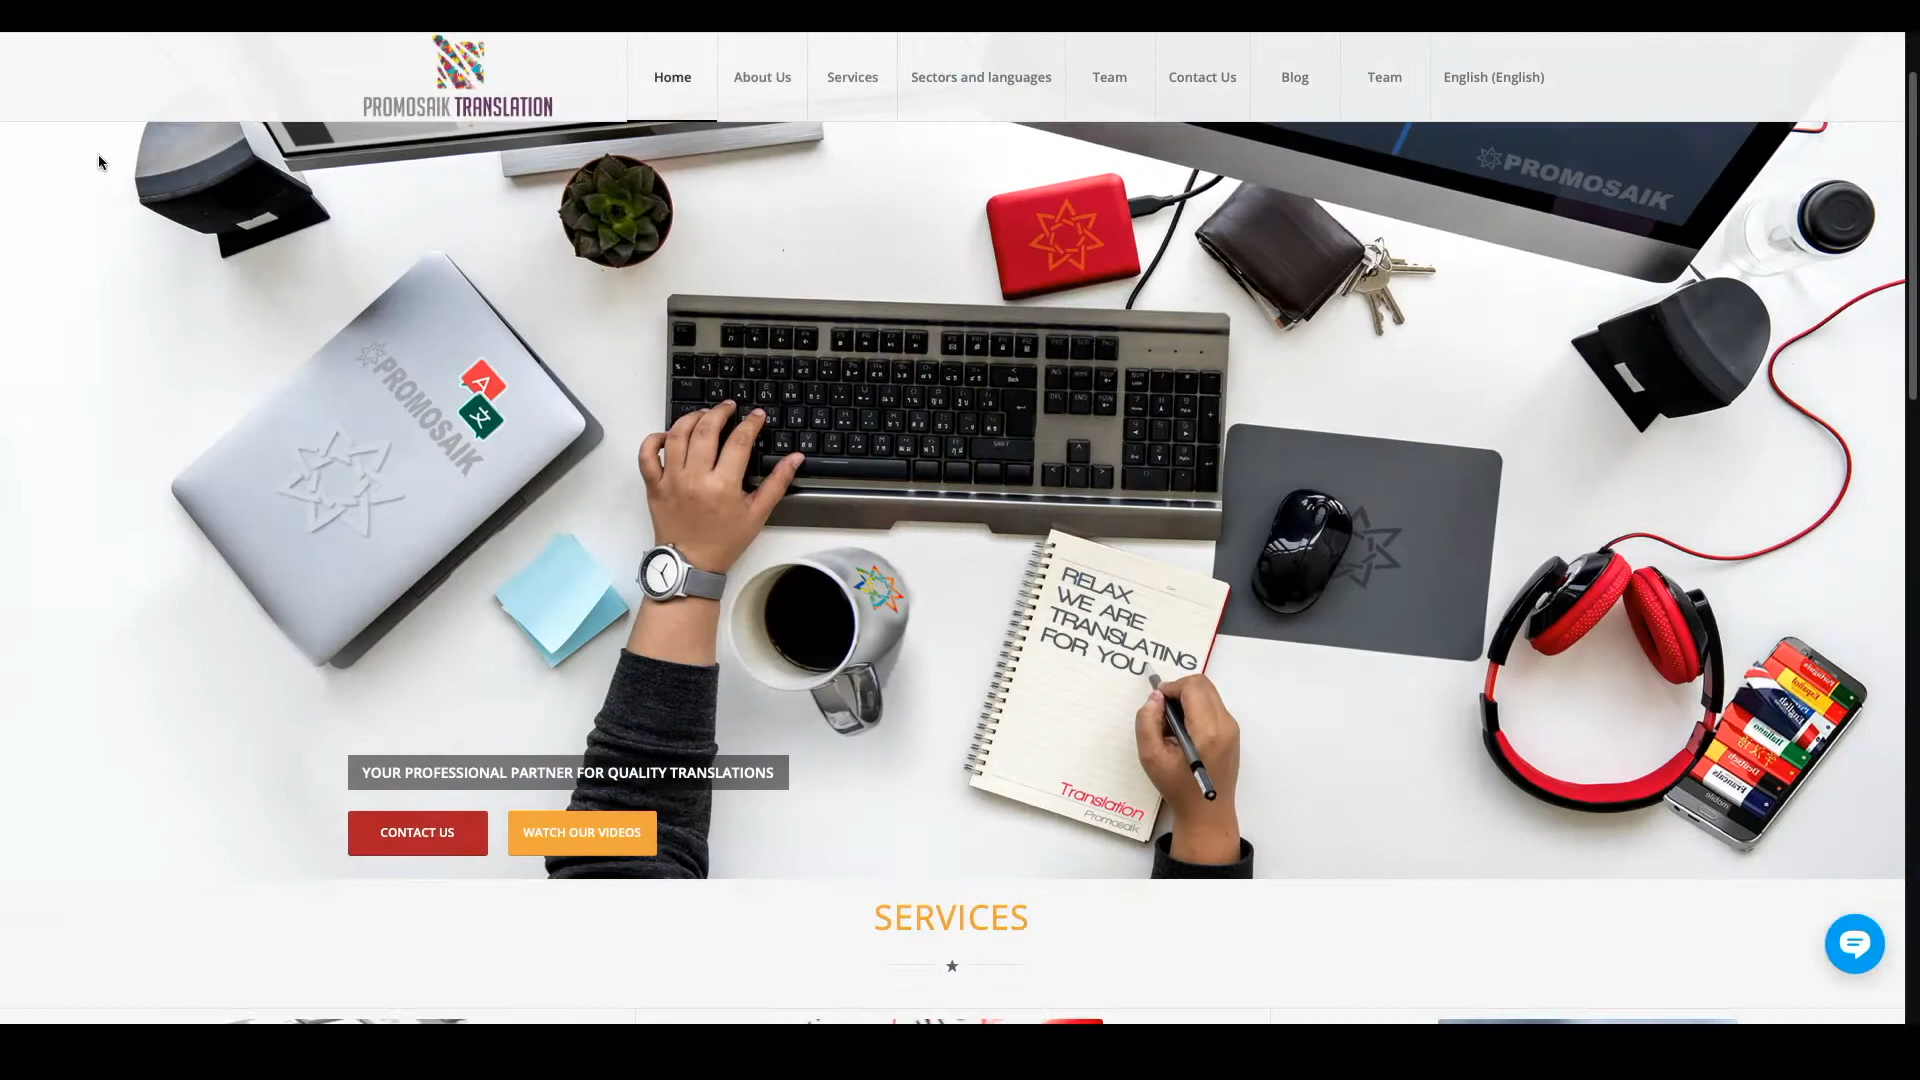 PROMOSAIK TRANSLATION
Home
About Us
Services
Sectors and languages
Team
Contact Us
Blog
Team
English (English)
PROMOSAIK
PROMOSAIK
A
文
RELAX
WE ARE
TRANSLATING
FOR YOU
Translation
Promosaik
YOUR PROFESSIONAL PARTNER FOR QUALITY TRANSLATIONS
CONTACT US
WATCH OUR VIDEOS
SERVICES